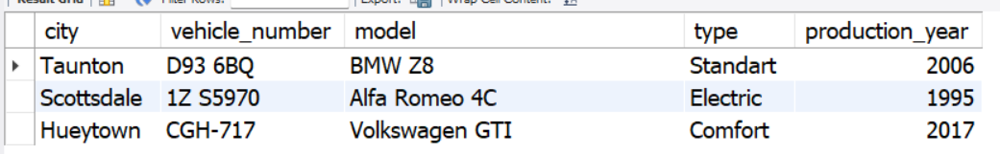 Result Grid Filter Rows: Export: Wrap Cell Content:
city vehicle_number model type production_year
Taunton D93 6BQ BMW Z8 Standart 2006
Scottsdale 1Z S5970 Alfa Romeo 4C Electric 1995
Hueytown CGH-717 Volkswagen GTI Comfort 2017